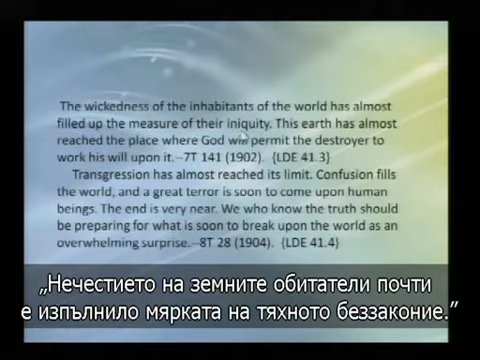 The wickedness of the inhabitants of the world has almost
filled up the measure of their iniquity. This earth has almost
reached the place where God will permit the destroyer to
work his will upon it.--7T 141 (1902).  {LDE 41.3}
Transgression has almost reached its limit. Confusion fills
the world, and a great terror is soon to come upon human
beings. The end is very near. We who know the truth should
be preparing for what is soon to break upon the world as an
overwhelming surprise.--8T 28 (1904).  {LDE 41.4}
„Нечестието на земните обитатели почти
е изпълнило мярката на тяхното беззаконие.”